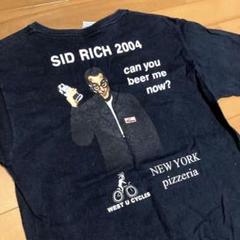 SID RICH 2004
can you
beer me
now?
NEW YORK
pizzeria
WEST U CYCLES